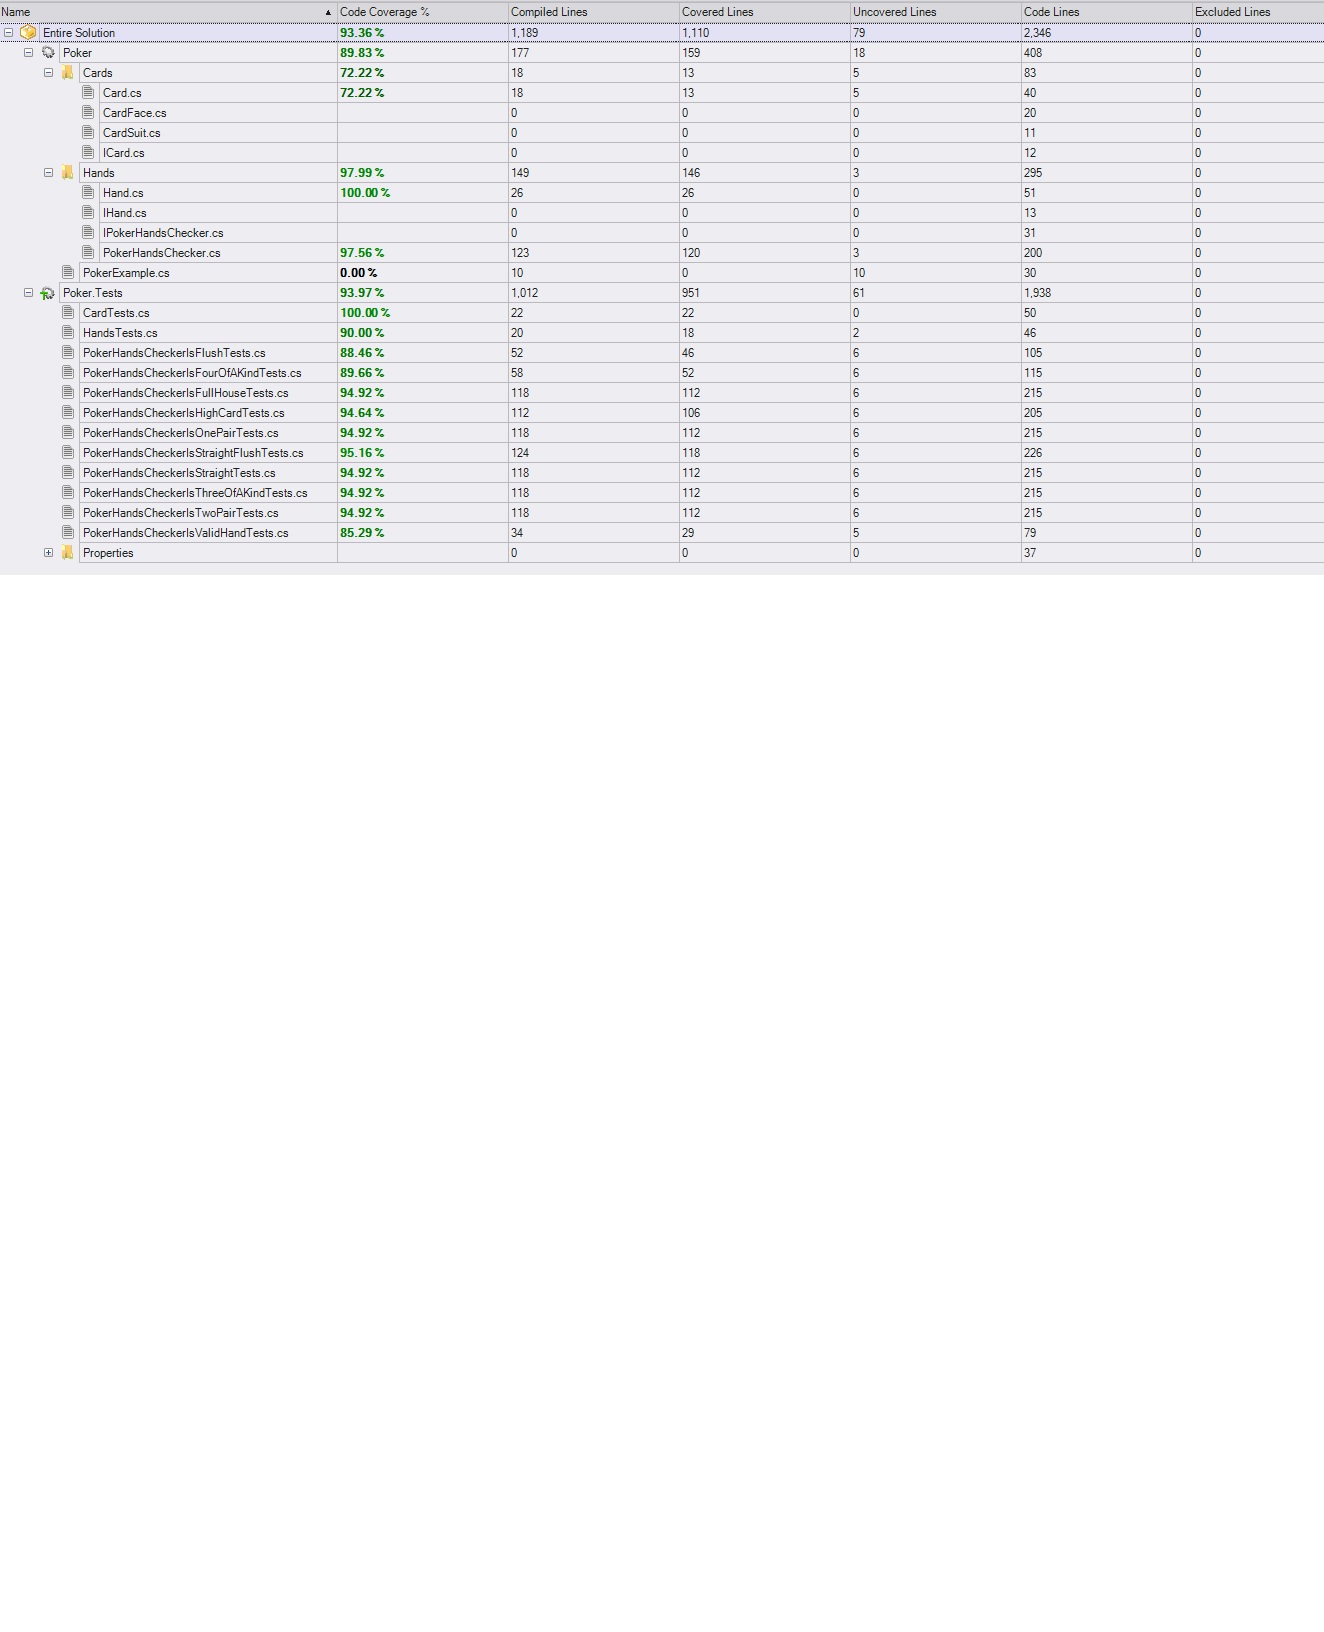 Name Code Coverage % Compiled Lines Covered Lines Uncovered Lines Code Lines Excluded Lines
Entire Solution 93.36 % 1,189 1,110 79 2,346 0
Poker 89.83 % 177 159 18 408 0
Cards 72.22 % 18 13 5 83 0
Card.cs 72.22 % 18 13 5 40 0
CardFace.cs 0 0 0 20 0
CardSuit.cs 0 0 0 11 0
ICard.cs 0 0 0 12 0
Hands 97.99 % 149 146 3 295 0
Hand.cs 100.00 % 26 26 0 51 0
IHand.cs 0 0 0 13 0
IPokerHandsChecker.cs 0 0 0 31 0
PokerHandsChecker.cs 97.56 % 123 120 3 200 0
PokerExample.cs 0.00 % 10 0 10 30 0
Poker.Tests 93.97 % 1,012 951 61 1,938 0
CardTests.cs 100.00 % 22 22 0 50 0
HandsTests.cs 90.00 % 20 18 2 46 0
PokerHandsCheckerIsFlushTests.cs 88.46 % 52 46 6 105 0
PokerHandsCheckerIsFourOfAKindTests.cs 89.66 % 58 52 6 115 0
PokerHandsCheckerIsFullHouseTests.cs 94.92 % 118 112 6 215 0
PokerHandsCheckerIsHighCardTests.cs 94.64 % 112 106 6 205 0
PokerHandsCheckerIsOnePairTests.cs 94.92 % 118 112 6 215 0
PokerHandsCheckerIsStraightFlushTests.cs 95.16 % 124 118 6 226 0
PokerHandsCheckerIsStraightTests.cs 94.92 % 118 112 6 215 0
PokerHandsCheckerIsThreeOfAKindTests.cs 94.92 % 118 112 6 215 0
PokerHandsCheckerIsTwoPairTests.cs 94.92 % 118 112 6 215 0
PokerHandsCheckerIsValidHandTests.cs 85.29 % 34 29 5 79 0
Properties 0 0 0 37 0